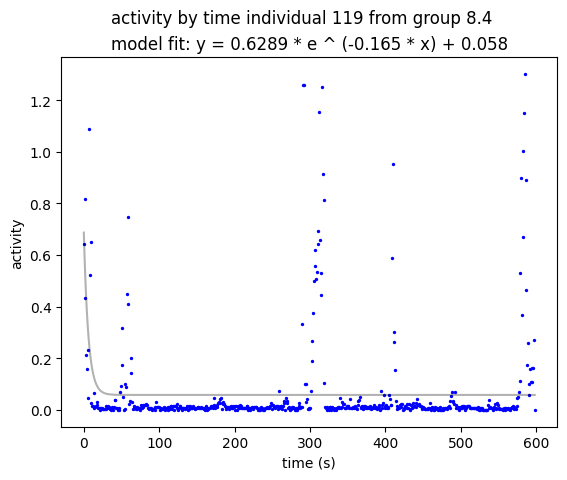 activity by time individual 119 from group 8.4
model fit: y = 0.6289 * e ^ (-0.165 * x) + 0.058
1.2
1.0
0.8
0.6
0.4
0.2
0.0
activity
0 100 200 300 400 500 600
time (s)